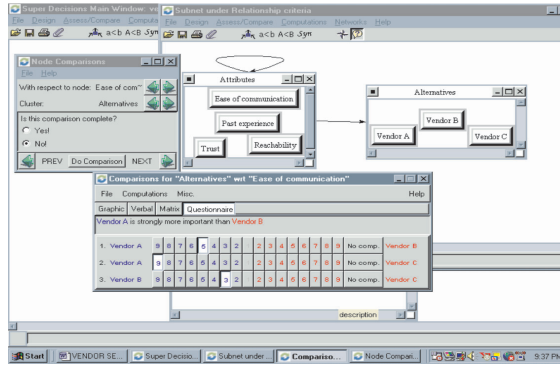 Super Decisions Main Window: ve
Subnet under Relationship criteria
File Design Assess/Compare Computa
File Design Assess/Compare Computations Networks Help
a<b A<B Syn
a<b A<B Syn
Node Comparisons
File Help
With respect to node: Ease of com~
Cluster: Alternatives
Is this comparison complete?
Yes!
No!
PREV Do Comparison NEXT
Attributes
Ease of communication
Past experience
Trust
Reachability
Alternatives
Vendor A
Vendor B
Vendor C
Comparisons for "Alternatives" wrt "Ease of communication"
File Computations Misc. Help
Graphic Verbal Matrix Questionnaire
Vendor A is strongly more important than Vendor B
1. Vendor A 9 8 7 6 5 4 3 2 2 3 4 5 6 7 8 9 No comp. Vendor B
2. Vendor A 9 8 7 6 5 4 3 2 2 3 4 5 6 7 8 9 No comp. Vendor C
3. Vendor B 9 8 7 6 5 4 3 2 2 3 4 5 6 7 8 9 No comp. Vendor C
description
Start VENDOR SE... Super Decisio... Subnet under ... Compariso... Node Compari... 9:37 PM